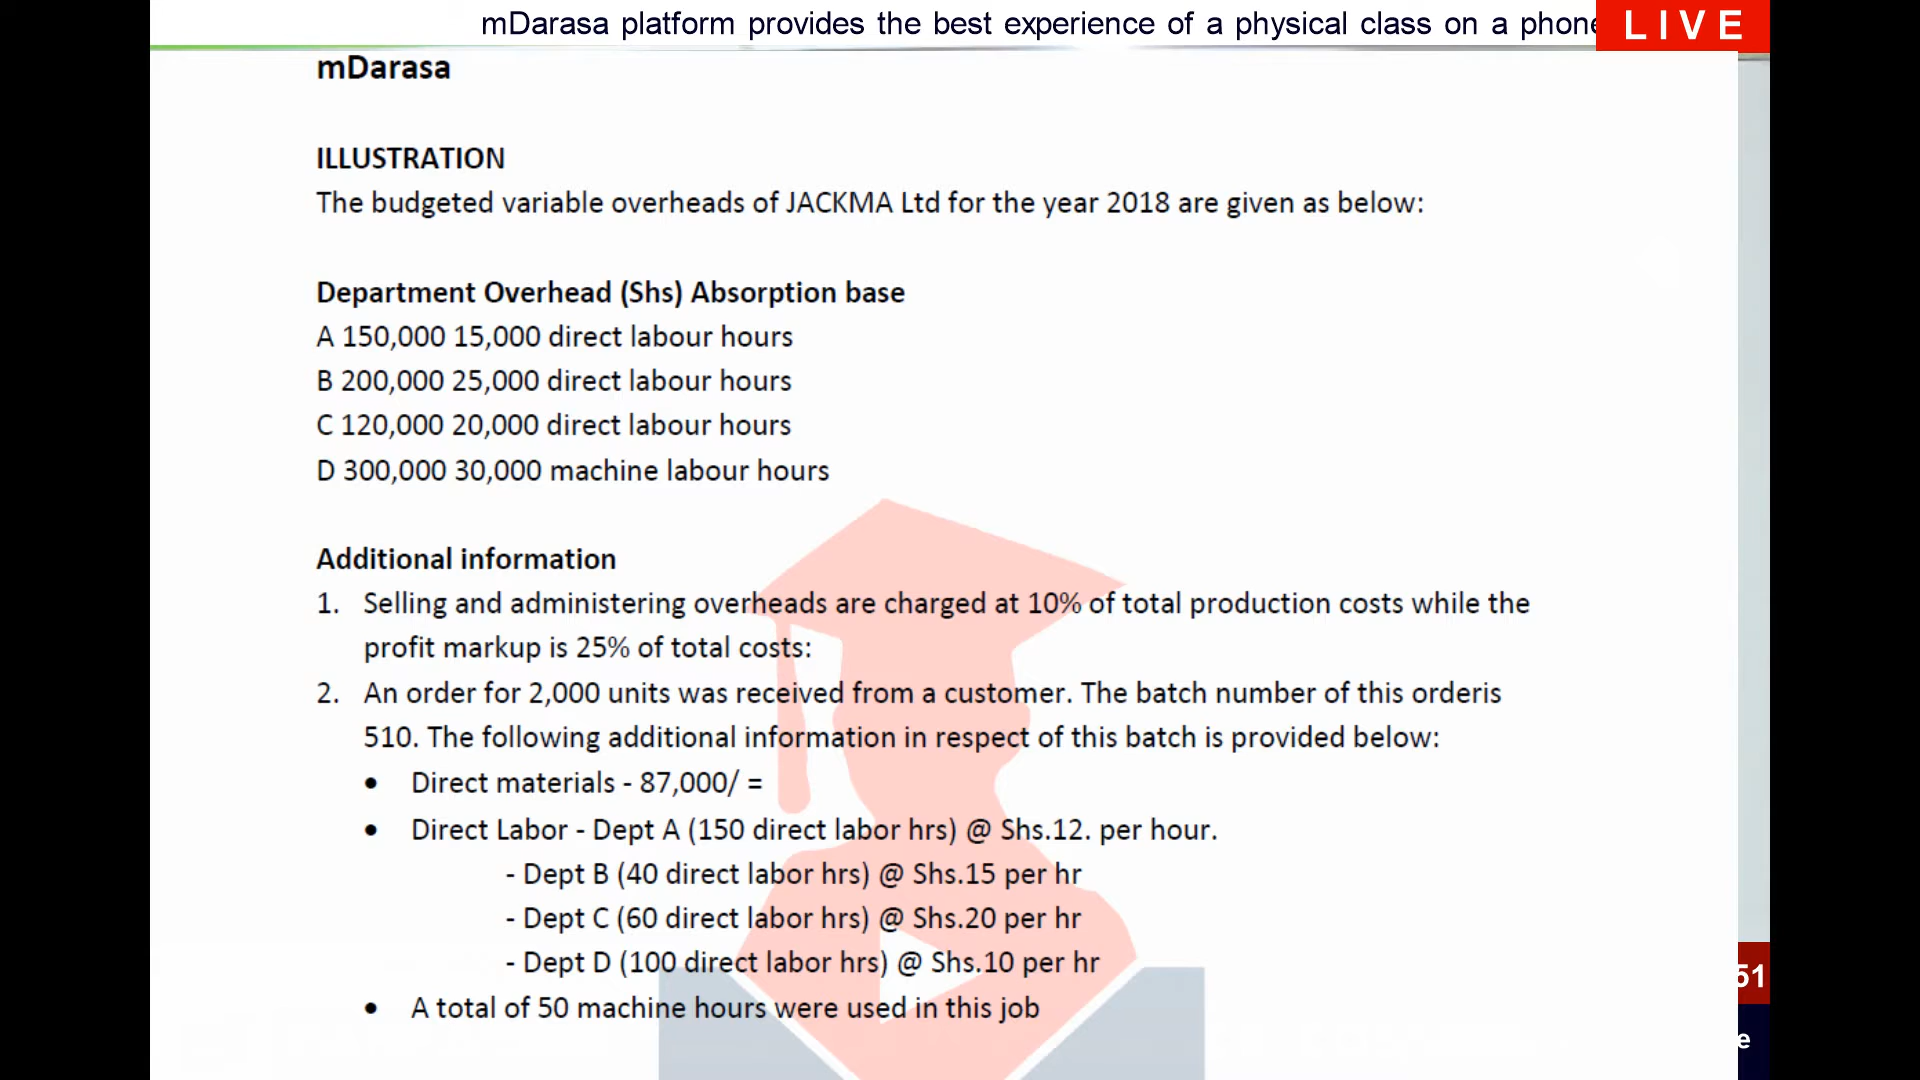 mDarasa platform provides the best experience of a physical class on a phone
LIVE
mDarasa
ILLUSTRATION
The budgeted variable overheads of JACKMA Ltd for the year 2018 are given as below:
Department Overhead (Shs) Absorption base
A 150,000 15,000 direct labour hours
B 200,000 25,000 direct labour hours
C 120,000 20,000 direct labour hours
D 300,000 30,000 machine labour hours
Additional information
1. Selling and administering overheads are charged at 10% of total production costs while the
profit markup is 25% of total costs:
2. An order for 2,000 units was received from a customer. The batch number of this orderis
510. The following additional information in respect of this batch is provided below:
• Direct materials - 87,000/ =
• Direct Labor - Dept A (150 direct labor hrs) @ Shs.12. per hour.
- Dept B (40 direct labor hrs) @ Shs.15 per hr
- Dept C (60 direct labor hrs) @ Shs.20 per hr
- Dept D (100 direct labor hrs) @ Shs.10 per hr
• A total of 50 machine hours were used in this job
51
e